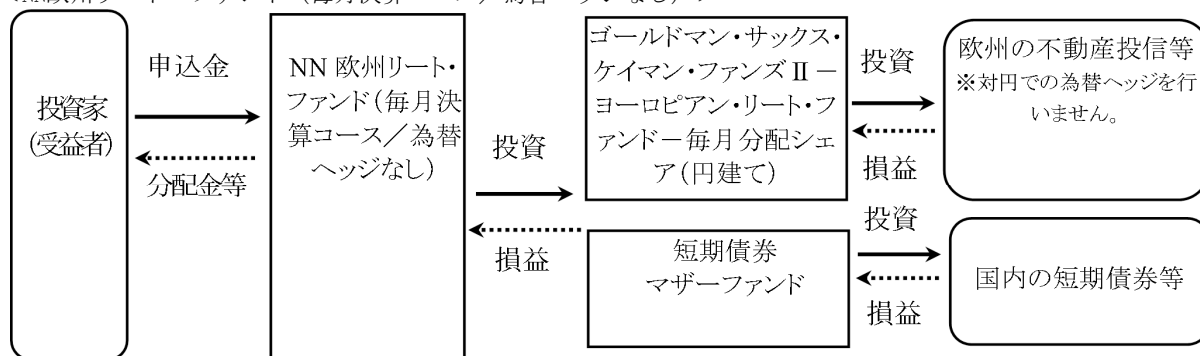 投資家
(受益者)
申込金
分配金等
NN 欧州リート・
ファンド(毎月決
算コース/為替
ヘッジなし)
投資
損益
ゴールドマン・サックス・
ケイマン・ファンズⅡ-
ヨーロピアン・リート・フ
ァンド-毎月分配シェ
ア(円建て)
投資
損益
欧州の不動産投信等
※対円での為替ヘッジを行
いません。
短期債券
マザーファンド
投資
損益
国内の短期債券等